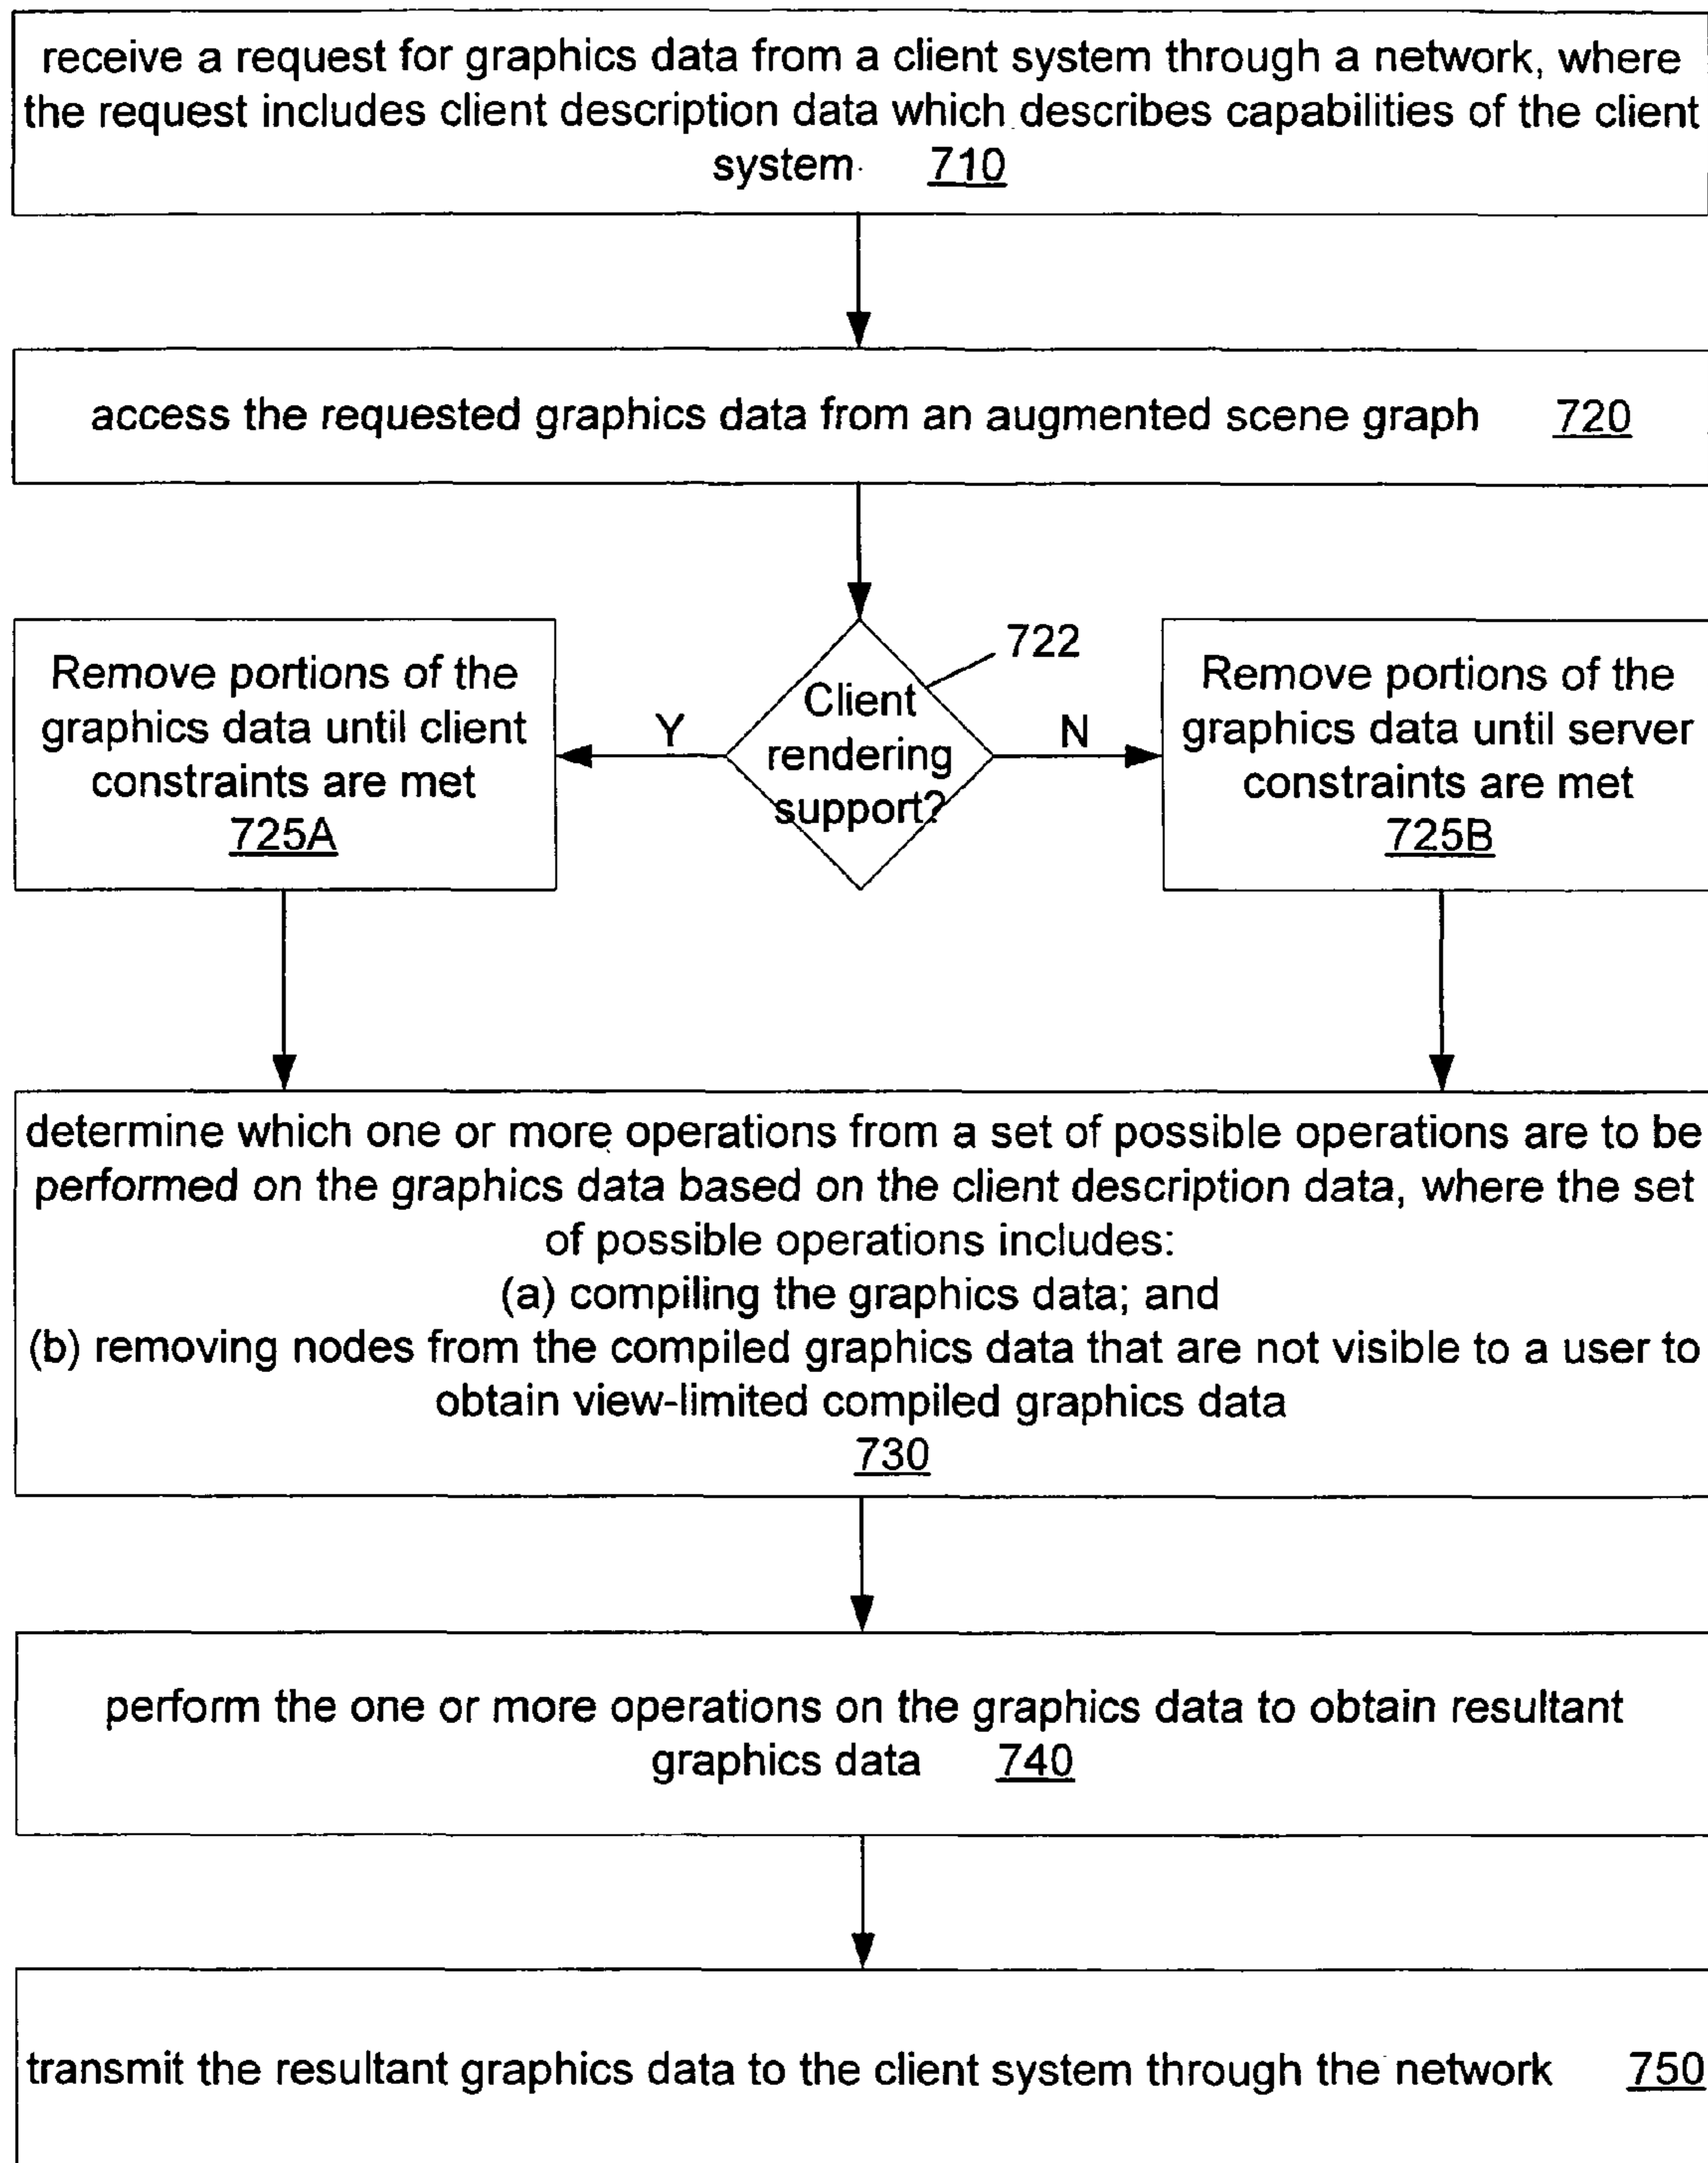 receive a request for graphics data from a client system through a network, where
the request includes client description data which describes capabilities of the client
system 710
access the requested graphics data from an augmented scene graph 720
722
Remove portions of the
graphics data until client
constraints are met
725A
Y
Client
rendering
support?
N
Remove portions of the
graphics data until server
constraints are met
725B
determine which one or more operations from a set of possible operations are to be
performed on the graphics data based on the client description data, where the set
of possible operations includes:
(a) compiling the graphics data; and
(b) removing nodes from the compiled graphics data that are not visible to a user to
obtain view-limited compiled graphics data
730
perform the one or more operations on the graphics data to obtain resultant
graphics data 740
transmit the resultant graphics data to the client system through the network 750